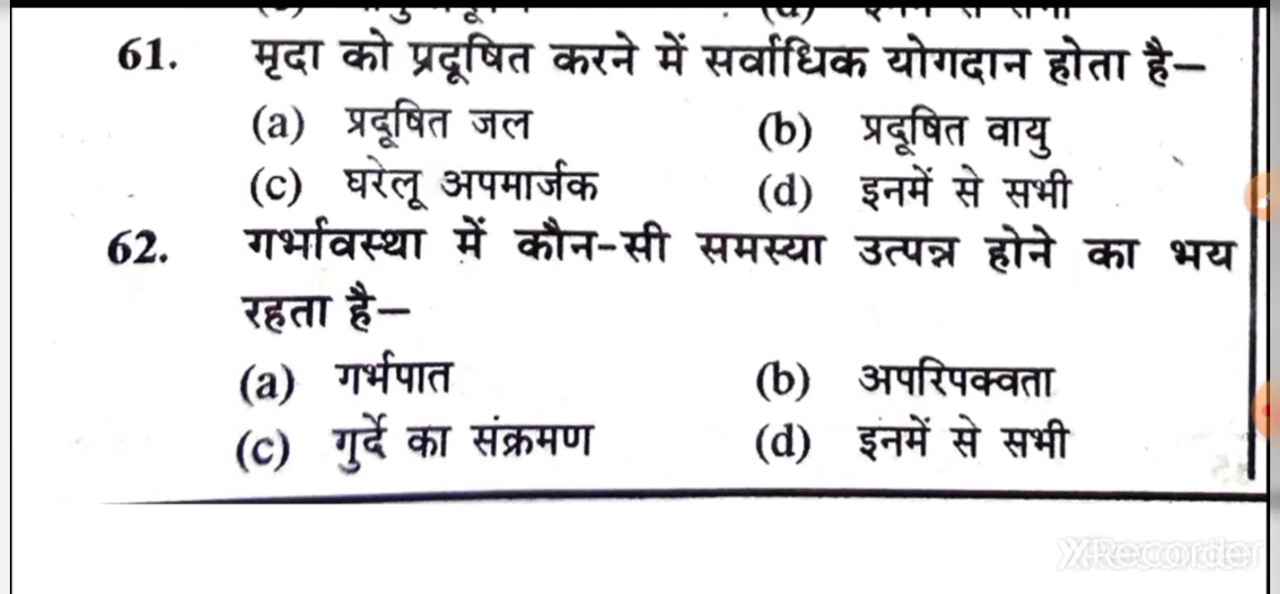 61. मृदा को प्रदूषित करने में सर्वाधिक योगदान होता है–
(a) प्रदूषित जल (b) प्रदूषित वायु
(c) घरेलू अपमार्जक (d) इनमें से सभी
62. गर्भावस्था में कौन-सी समस्या उत्पन्न होने का भय
रहता है–
(a) गर्भपात (b) अपरिपक्वता
(c) गुर्दे का संक्रमण (d) इनमें से सभी
XRecorder